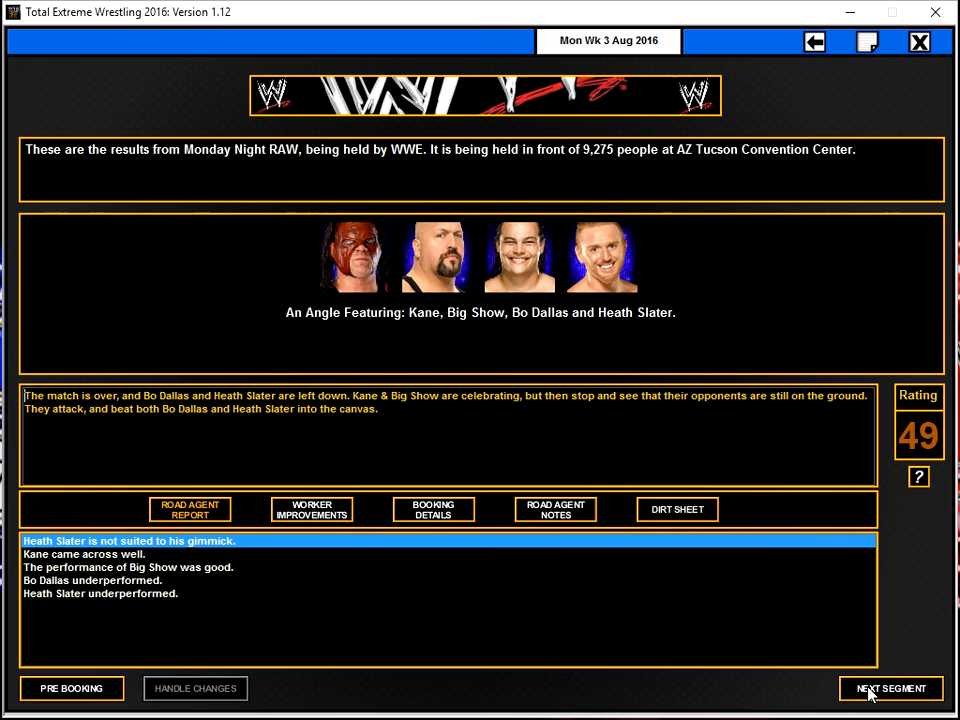 Total Extreme Wrestling 2016: Version 1.12
Mon Wk 3 Aug 2016
These are the results from Monday Night RAW, being held by WWE. It is being held in front of 9,275 people at AZ Tucson Convention Center.
An Angle Featuring: Kane, Big Show, Bo Dallas and Heath Slater.
The match is over, and Bo Dallas and Heath Slater are left down. Kane & Big Show are celebrating, but then stop and see that their opponents are still on the ground.
They attack, and beat both Bo Dallas and Heath Slater into the canvas.
Rating
49
?
ROAD AGENT
REPORT
WORKER
IMPROVEMENTS
BOOKING
DETAILS
ROAD AGENT
NOTES
DIRT SHEET
Heath Slater is not suited to his gimmick.
Kane came across well.
The performance of Big Show was good.
Bo Dallas underperformed.
Heath Slater underperformed.
PRE BOOKING
HANDLE CHANGES
NEXT SEGMENT